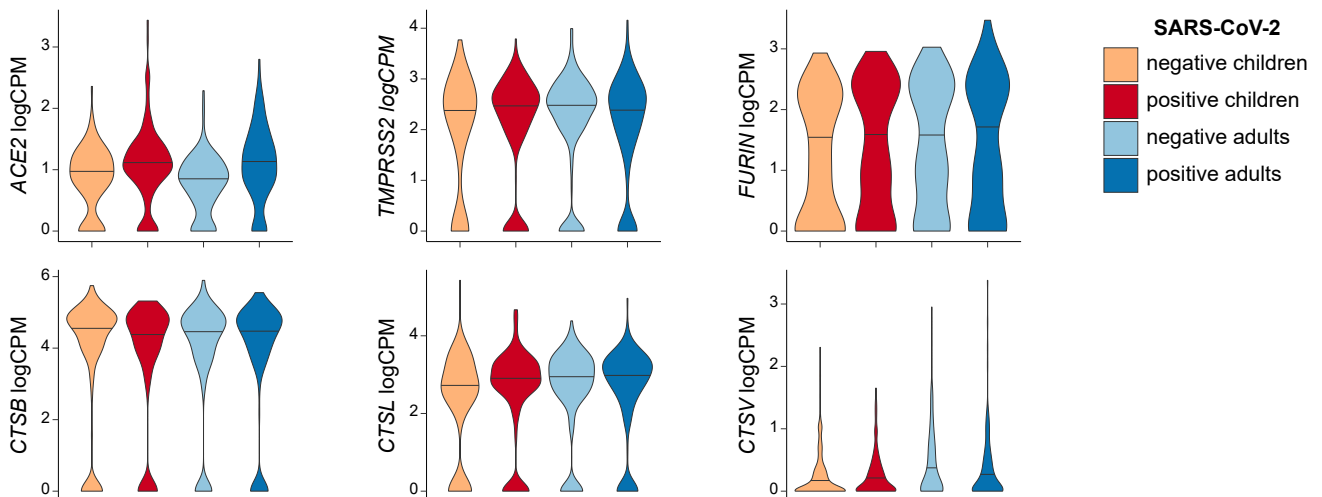 ACE2 logCPM
3
2
1
0
TMPRSS2 logCPM
4
3
2
1
0
FURIN logCPM
3
2
1
0
SARS-CoV-2
negative children
positive children
negative adults
positive adults
CTSB logCPM
6
4
2
0
CTSL logCPM
4
2
0
CTSV logCPM
3
2
1
0